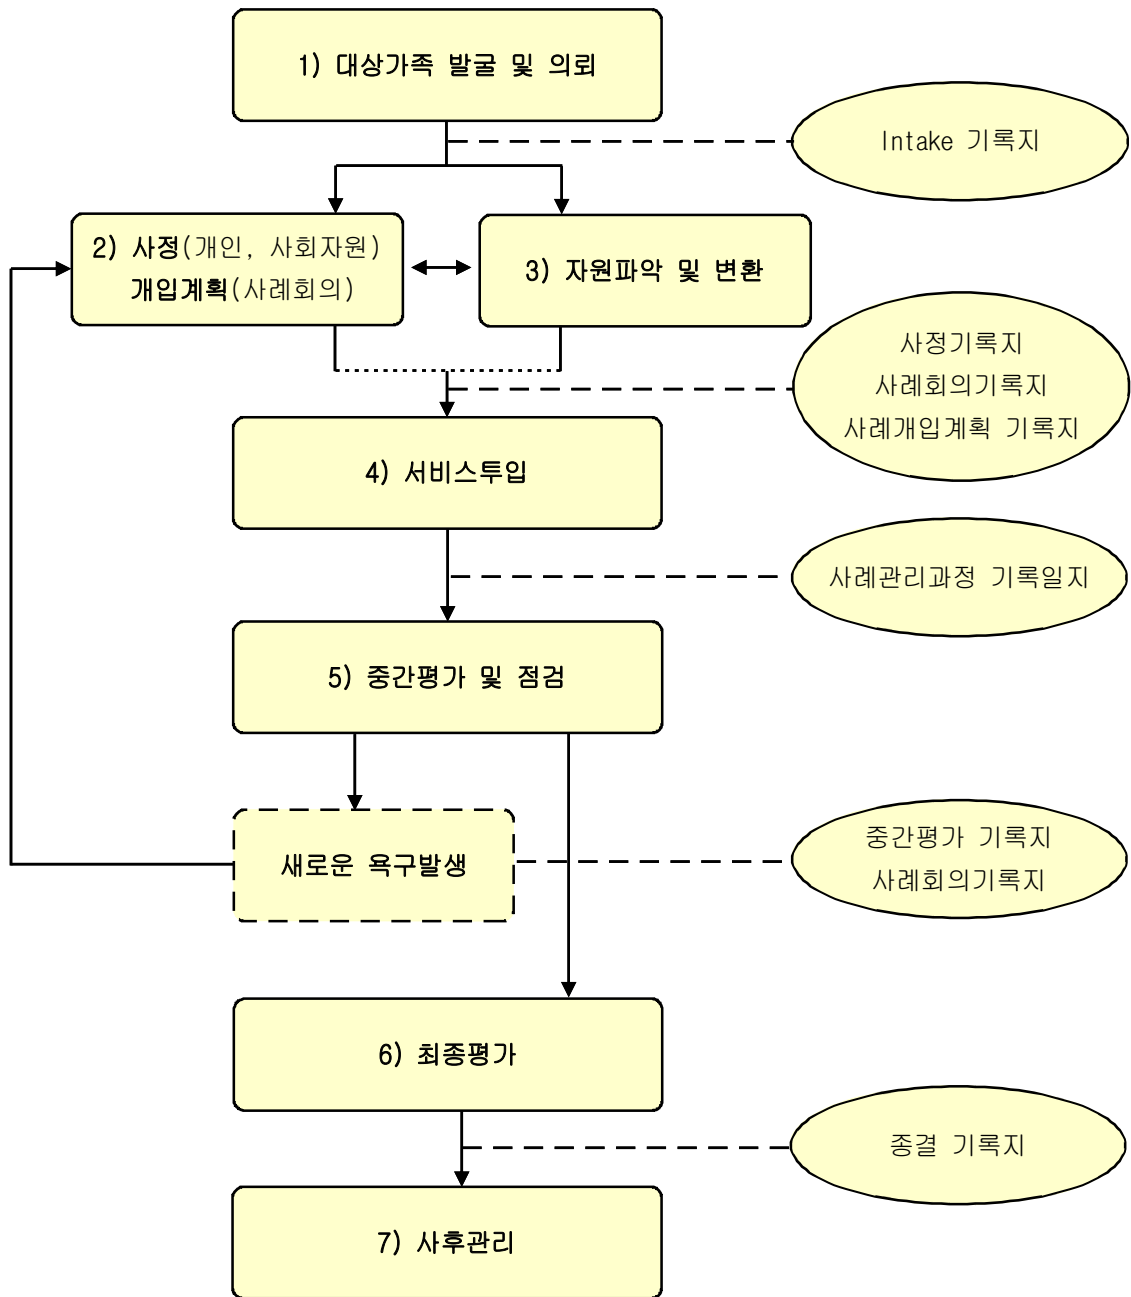 1) 대상가족 발굴 및 의뢰
Intake 기록지
2) 사정(개인, 사회자원)
개입계획(사례회의)
3) 자원파악 및 변환
사정기록지
사례회의기록지
사례개입계획 기록지
4) 서비스투입
사례관리과정 기록일지
5) 중간평가 및 점검
새로운 욕구발생
중간평가 기록지
사례회의기록지
6) 최종평가
종결 기록지
7) 사후관리